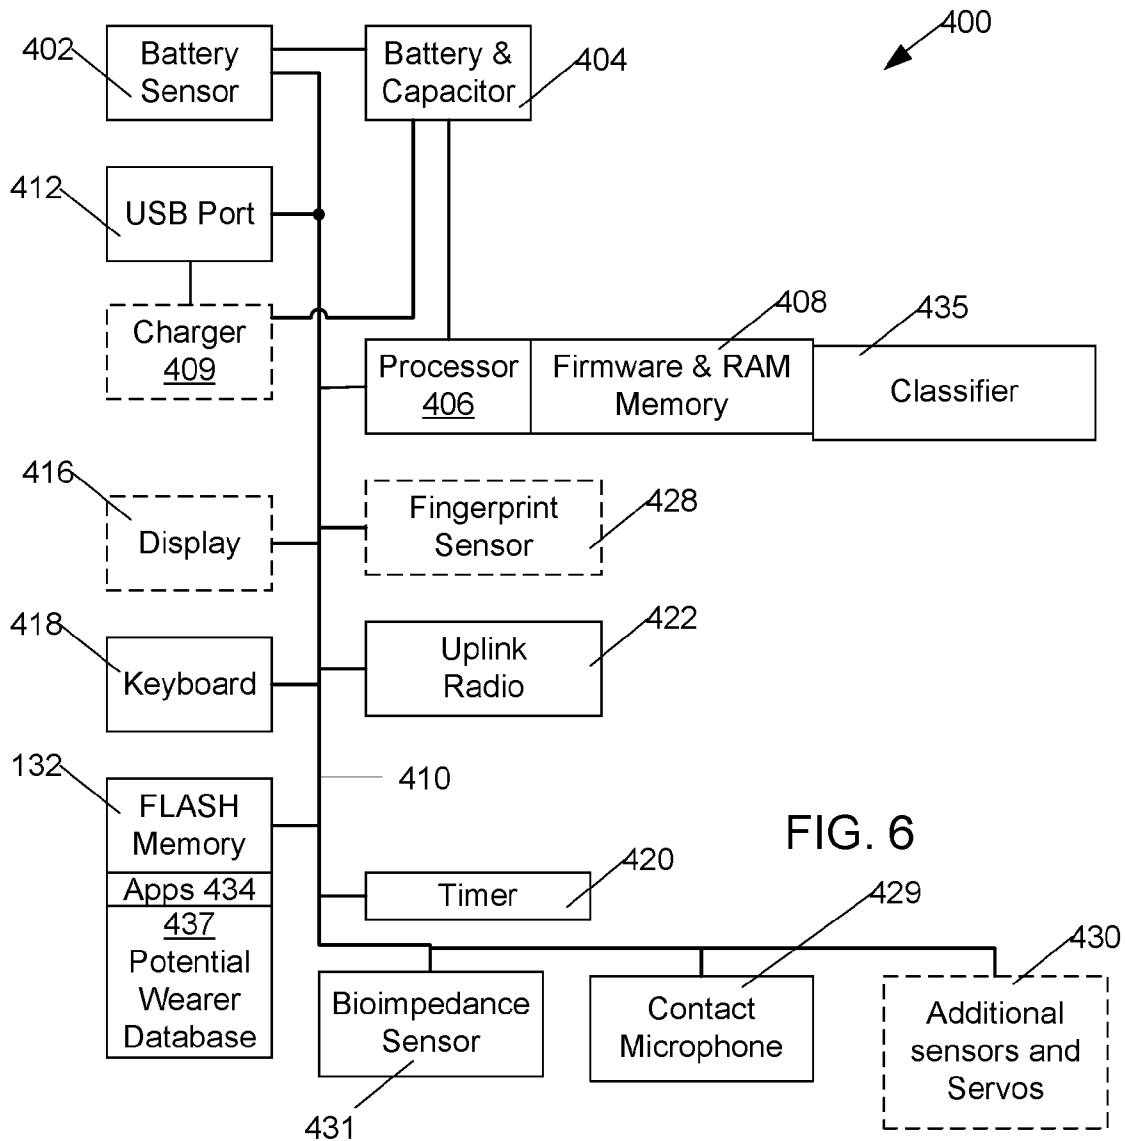 402
Battery
Sensor
Battery &
Capacitor
404
400
412
USB Port
Charger
409
408
435
Processor
406
Firmware & RAM
Memory
Classifier
416
Display
Fingerprint
Sensor
428
418
Keyboard
Uplink
Radio
422
132
FLASH
Memory
410
FIG. 6
Apps 434
Timer
420
437
Potential
Wearer
Database
429
430
Bioimpedance
Sensor
Contact
Microphone
Additional
sensors and
Servos
431